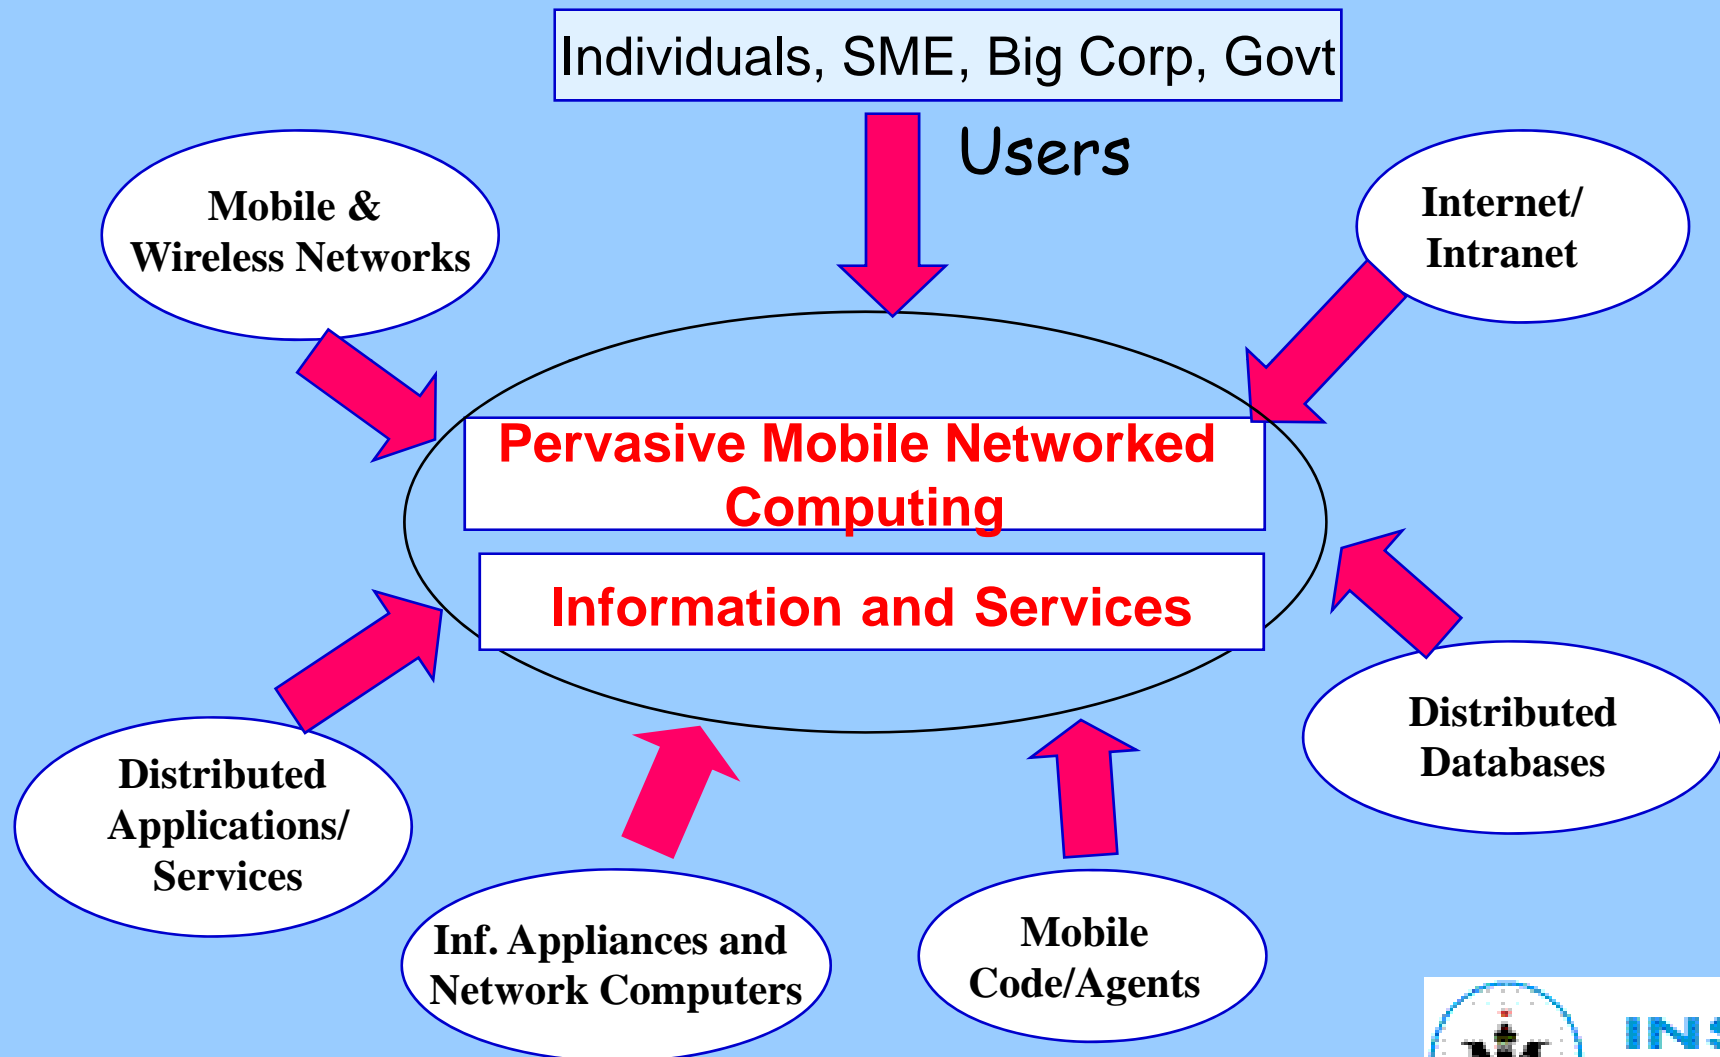 Individuals, SME, Big Corp, Govt
Users
Mobile &
Wireless Networks
Internet/
Intranet
Pervasive Mobile Networked
Computing
Information and Services
Distributed
Applications/
Services
Inf. Appliances and
Network Computers
Mobile
Code/Agents
Distributed
Databases